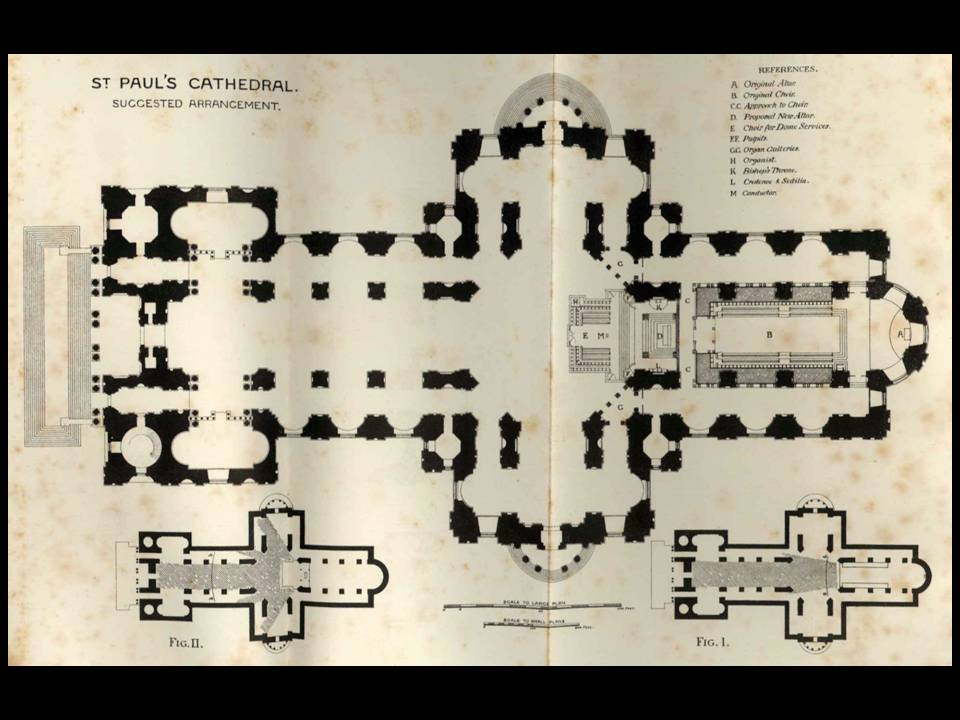 ST PAUL'S CATHEDRAL.
SUGGESTED ARRANGEMENT.
REFERENCES.
A Original Altar.
B. Original Choir.
C.C. Approach to Choir.
D. Proposed New Altar.
E Choir for Dome Services.
F.F. Pulpits.
G.G. Organ Galleries.
H Organist.
K Bishop's Throne.
L Credence & Sedilia.
M Conductor.
G
H
C
K
E M
D
B
A
C
G
SCALE TO LARGE PLAN
SCALE TO SMALL PLANS
FIG. II.
FIG. I.